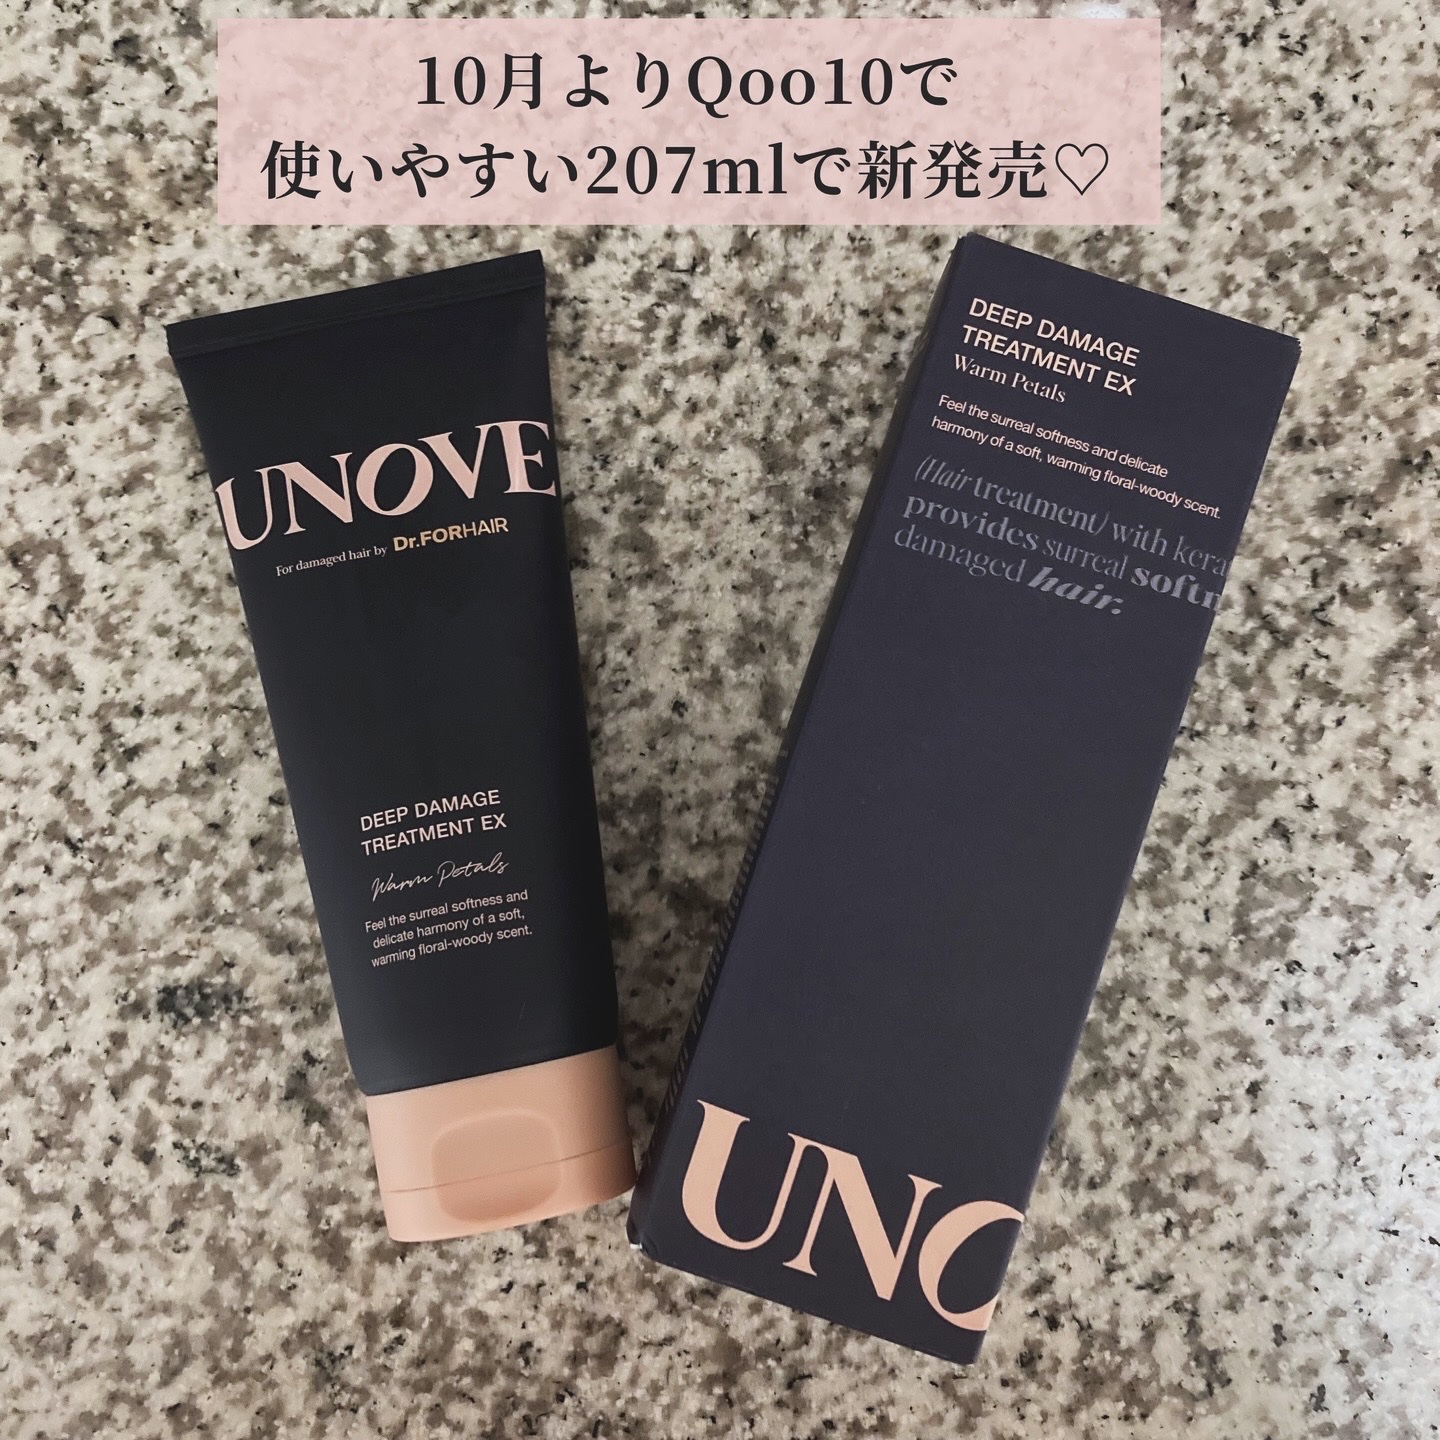 10月よりQoo10で
使いやすい207mlで新発売♡
UNOVE
For damaged hair by Dr.FORHAIR
DEEP DAMAGE
TREATMENT EX
Warm Petals
Feel the surreal softness and
delicate harmony of a soft,
warming floral-woody scent.
DEEP DAMAGE
TREATMENT EX
Warm Petals
Feel the surreal softness and delicate
harmony of a soft, warming floral-woody scent.
(Hair treatment) with kera
provides surreal softn
damaged hair.
UNO